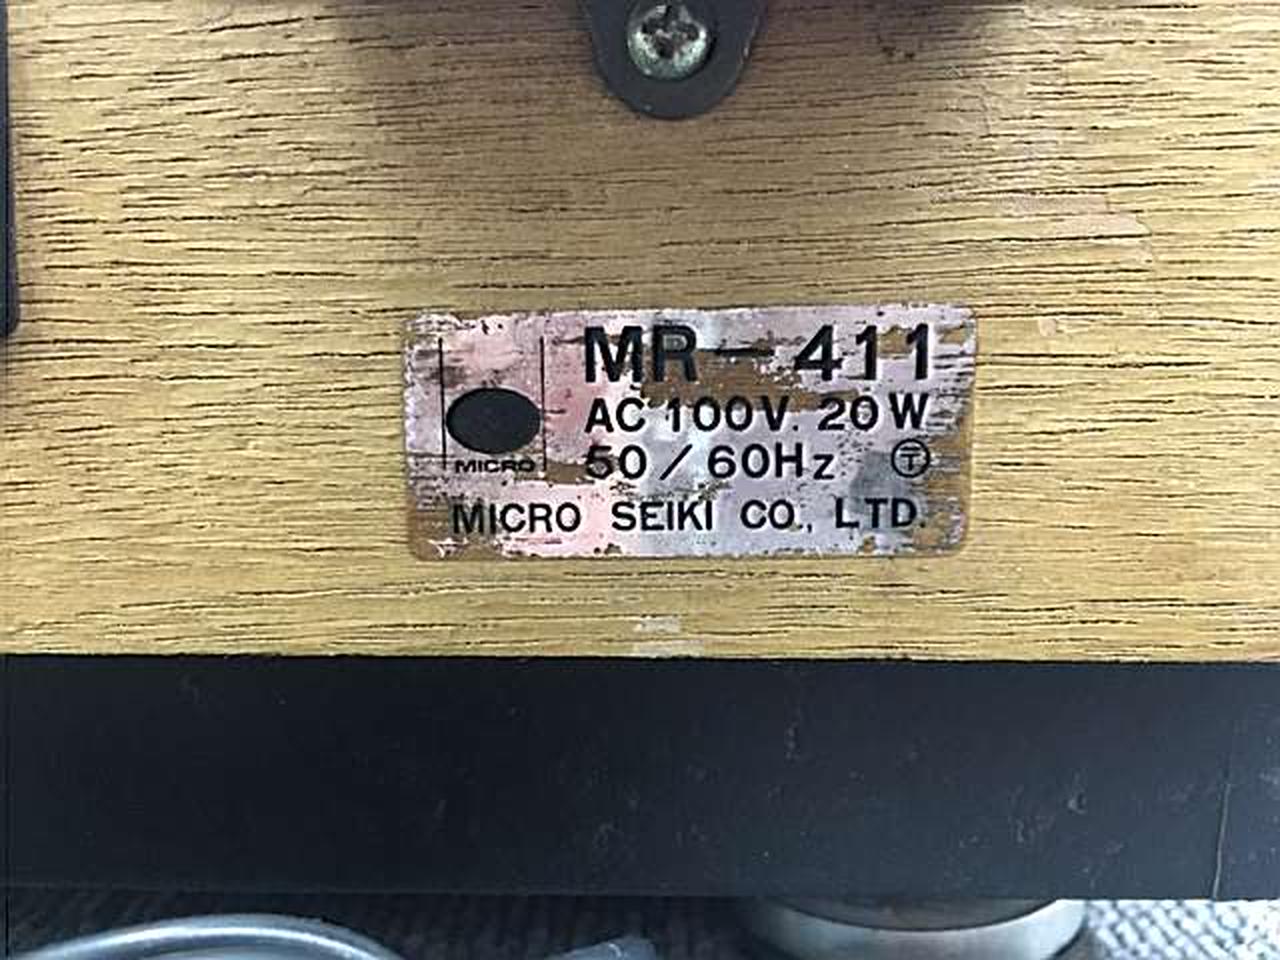 MR-411
AC 100V. 20W
50/60Hz Ⓣ
MICRO
MICRO SEIKI CO., LTD.